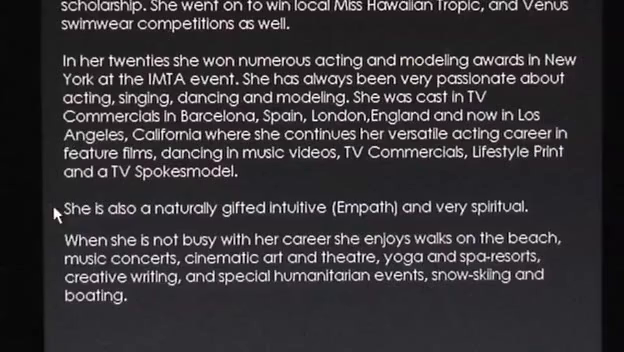 scholarship. She went on to win local Miss Hawaiian Tropic, and Venus
swimwear competitions as well.
In her twenties she won numerous acting and modeling awards in New
York at the IMTA event. She has always been very passionate about
acting, singing, dancing and modeling. She was cast in TV
Commercials in Barcelona, Spain, London,England and now in Los
Angeles, California where she continues her versatile acting career in
feature films, dancing in music videos, TV Commercials, Lifestyle Print
and a TV Spokesmodel.
She is also a naturally gifted intuitive (Empath) and very spiritual.
When she is not busy with her career she enjoys walks on the beach,
music concerts, cinematic art and theatre, yoga and spa-resorts,
creative writing, and special humanitarian events, snow-skiing and
boating.